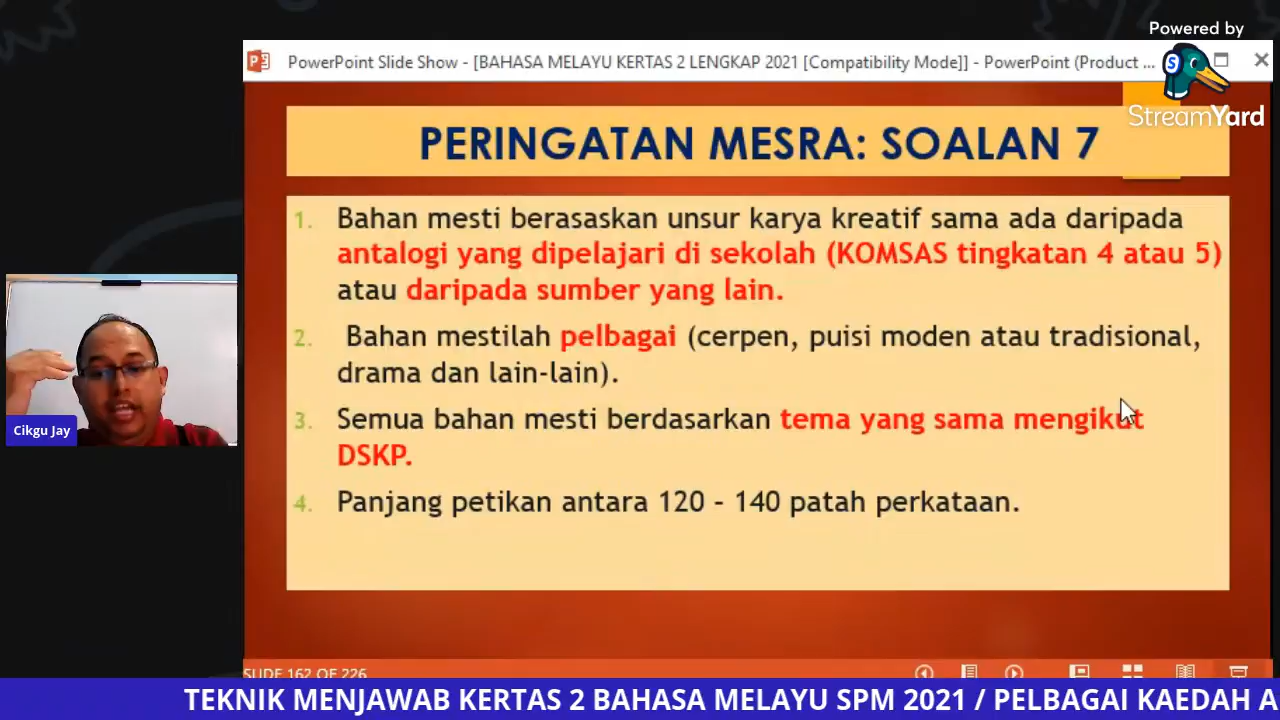 Powered by
StreamYard
PowerPoint Slide Show - [BAHASA MELAYU KERTAS 2 LENGKAP 2021 [Compatibility Mode]] - PowerPoint (Product ...
PERINGATAN MESRA: SOALAN 7
1. Bahan mesti berasaskan unsur karya kreatif sama ada daripada
antalogi yang dipelajari di sekolah (KOMSAS tingkatan 4 atau 5)
atau daripada sumber yang lain.
2. Bahan mestilah pelbagai (cerpen, puisi moden atau tradisional,
drama dan lain-lain).
3. Semua bahan mesti berdasarkan tema yang sama mengikut
DSKP.
4. Panjang petikan antara 120 – 140 patah perkataan.
Cikgu Jay
SLIDE 162 OF 226
TEKNIK MENJAWAB KERTAS 2 BAHASA MELAYU SPM 2021 / PELBAGAI KAEDAH A